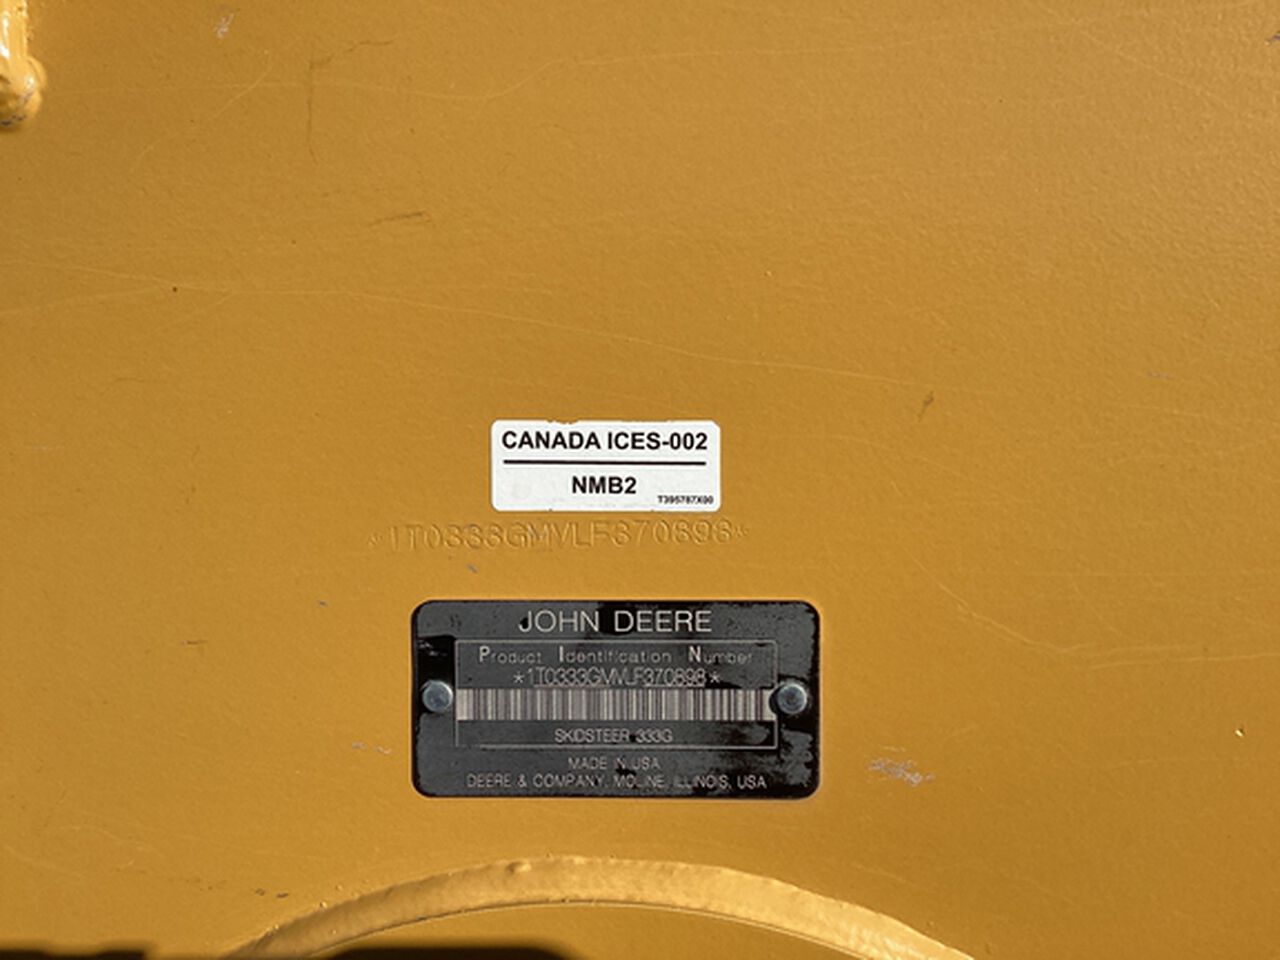 CANADA ICES-002
NMB2
T395787X00
*1T0333GMVLF370898*
JOHN DEERE
Product Identification Number
*1T0333GMVLF370898*
SKIDSTEER 333G
MADE IN USA
DEERE & COMPANY, MOLINE, ILLINOIS, USA